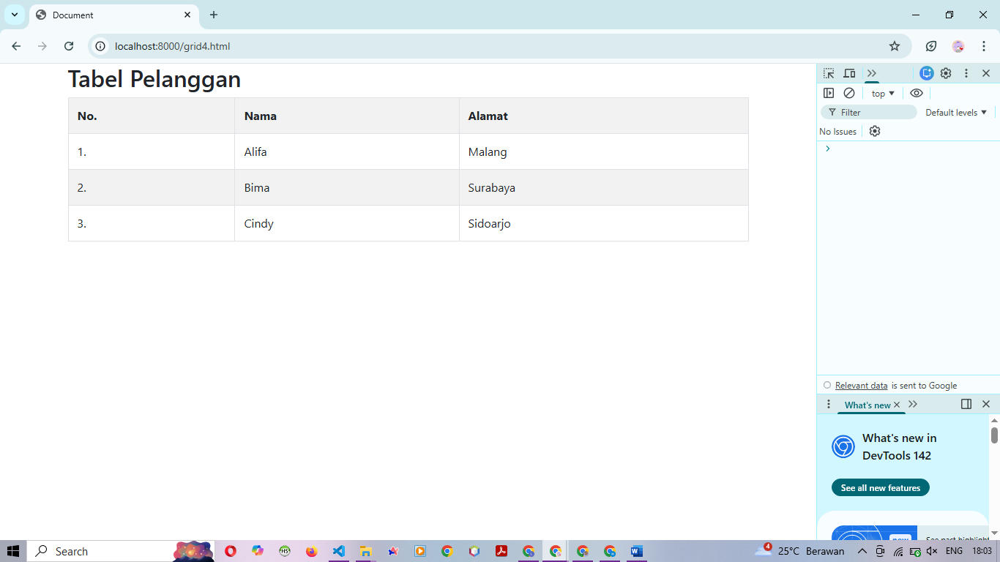 Document
localhost:8000/grid4.html
Tabel Pelanggan
No. Nama Alamat
1. Alifa Malang
2. Bima Surabaya
3. Cindy Sidoarjo
top
Filter Default levels
No Issues
Relevant data is sent to Google
What's new
What's new in
DevTools 142
See all new features
new See past highlight
Search HS 4 25°C Berawan ENG 18:03